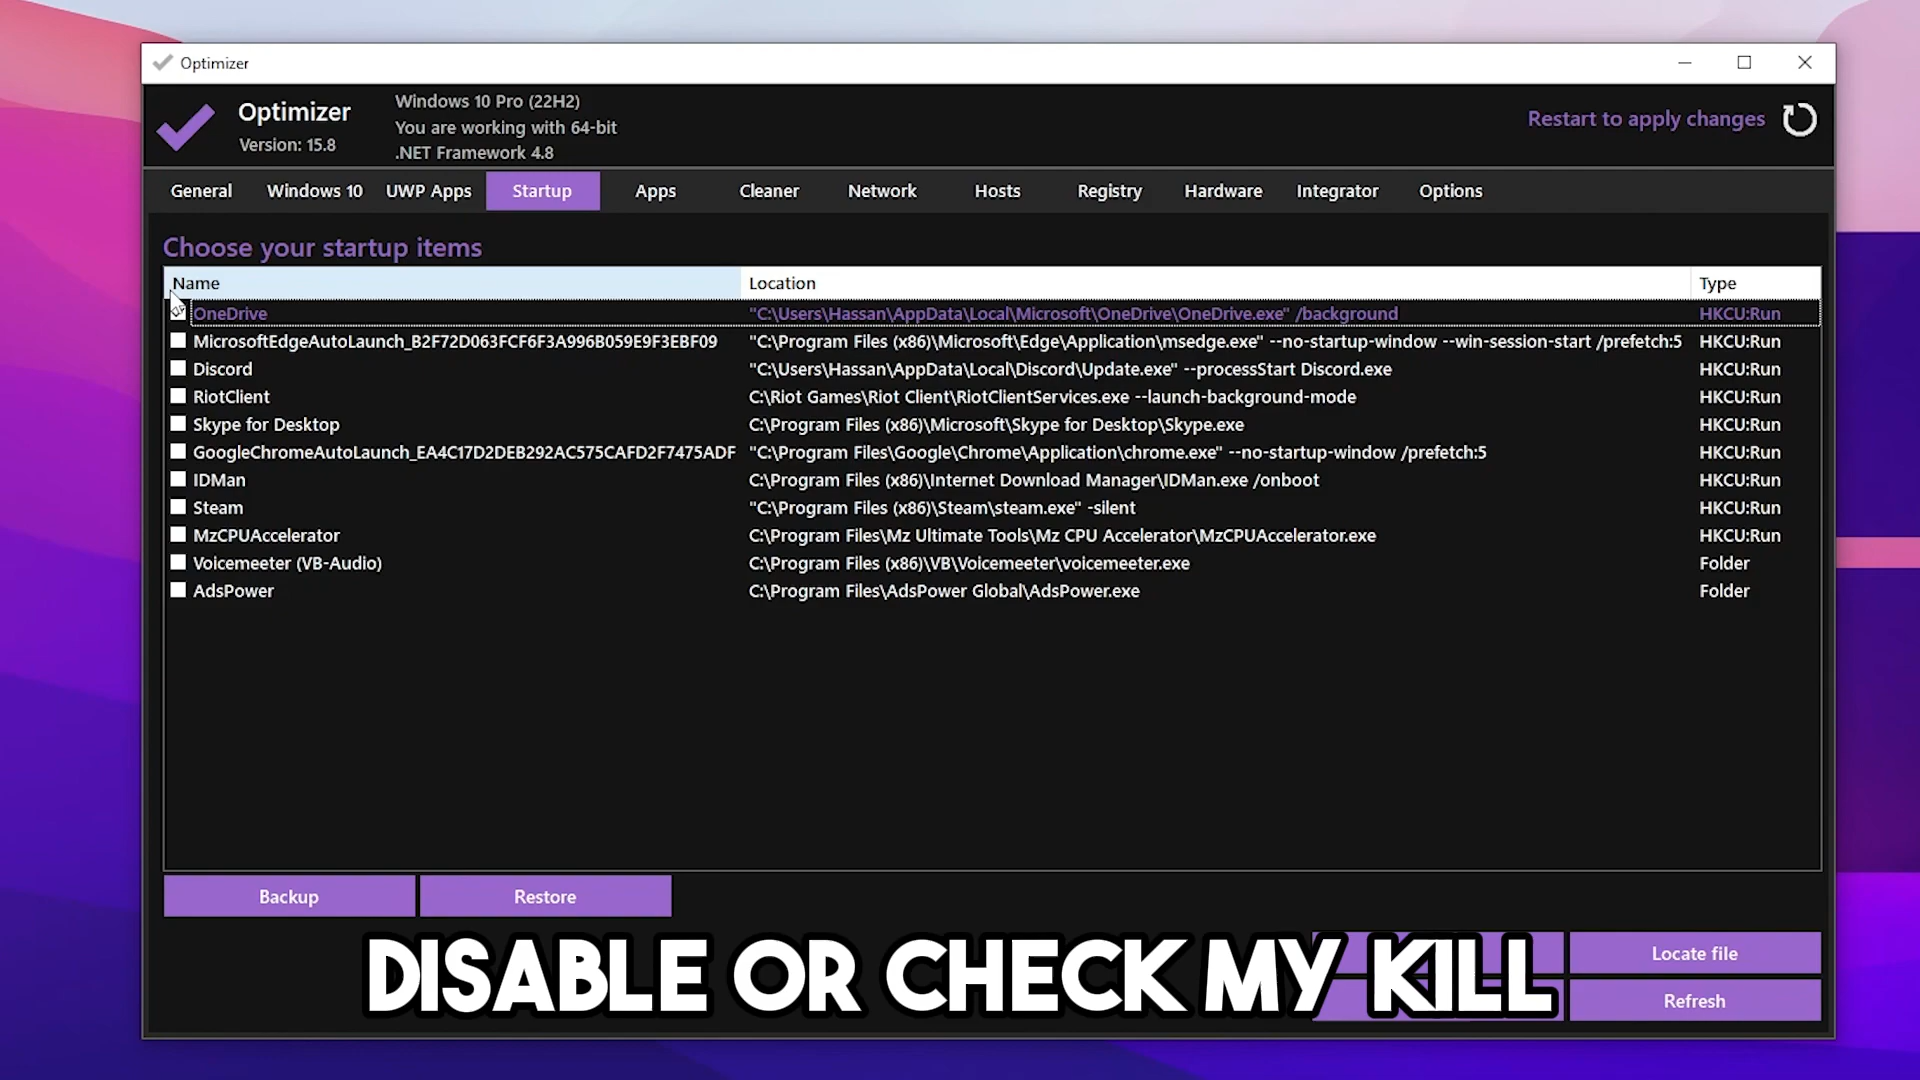 Optimizer
Optimizer
Version: 15.8
Windows 10 Pro (22H2)
You are working with 64-bit
.NET Framework 4.8
Restart to apply changes
General Windows 10 UWP Apps Startup Apps Cleaner Network Hosts Registry Hardware Integrator Options
Choose your startup items
Name Location Type
OneDrive "C:\Users\Hassan\AppData\Local\Microsoft\OneDrive\OneDrive.exe" /background HKCU:Run
MicrosoftEdgeAutoLaunch_B2F72D063FCF6F3A996B059E9F3EBF09 "C:\Program Files (x86)\Microsoft\Edge\Application\msedge.exe" --no-startup-window --win-session-start /prefetch:5 HKCU:Run
Discord "C:\Users\Hassan\AppData\Local\Discord\Update.exe" --processStart Discord.exe HKCU:Run
RiotClient C:\Riot Games\Riot Client\RiotClientServices.exe --launch-background-mode HKCU:Run
Skype for Desktop C:\Program Files (x86)\Microsoft\Skype for Desktop\Skype.exe HKCU:Run
GoogleChromeAutoLaunch_EA4C17D2DEB292AC575CAFD2F7475ADF "C:\Program Files\Google\Chrome\Application\chrome.exe" --no-startup-window /prefetch:5 HKCU:Run
IDMan C:\Program Files (x86)\Internet Download Manager\IDMan.exe /onboot HKCU:Run
Steam "C:\Program Files (x86)\Steam\steam.exe" -silent HKCU:Run
MzCPUAccelerator C:\Program Files\Mz Ultimate Tools\Mz CPU Accelerator\MzCPUAccelerator.exe HKCU:Run
Voicemeeter (VB-Audio) C:\Program Files (x86)\VB\Voicemeeter\voicemeeter.exe Folder
AdsPower C:\Program Files\AdsPower Global\AdsPower.exe Folder
Backup Restore
Locate file
DISABLE OR CHECK MY KILL
Refresh